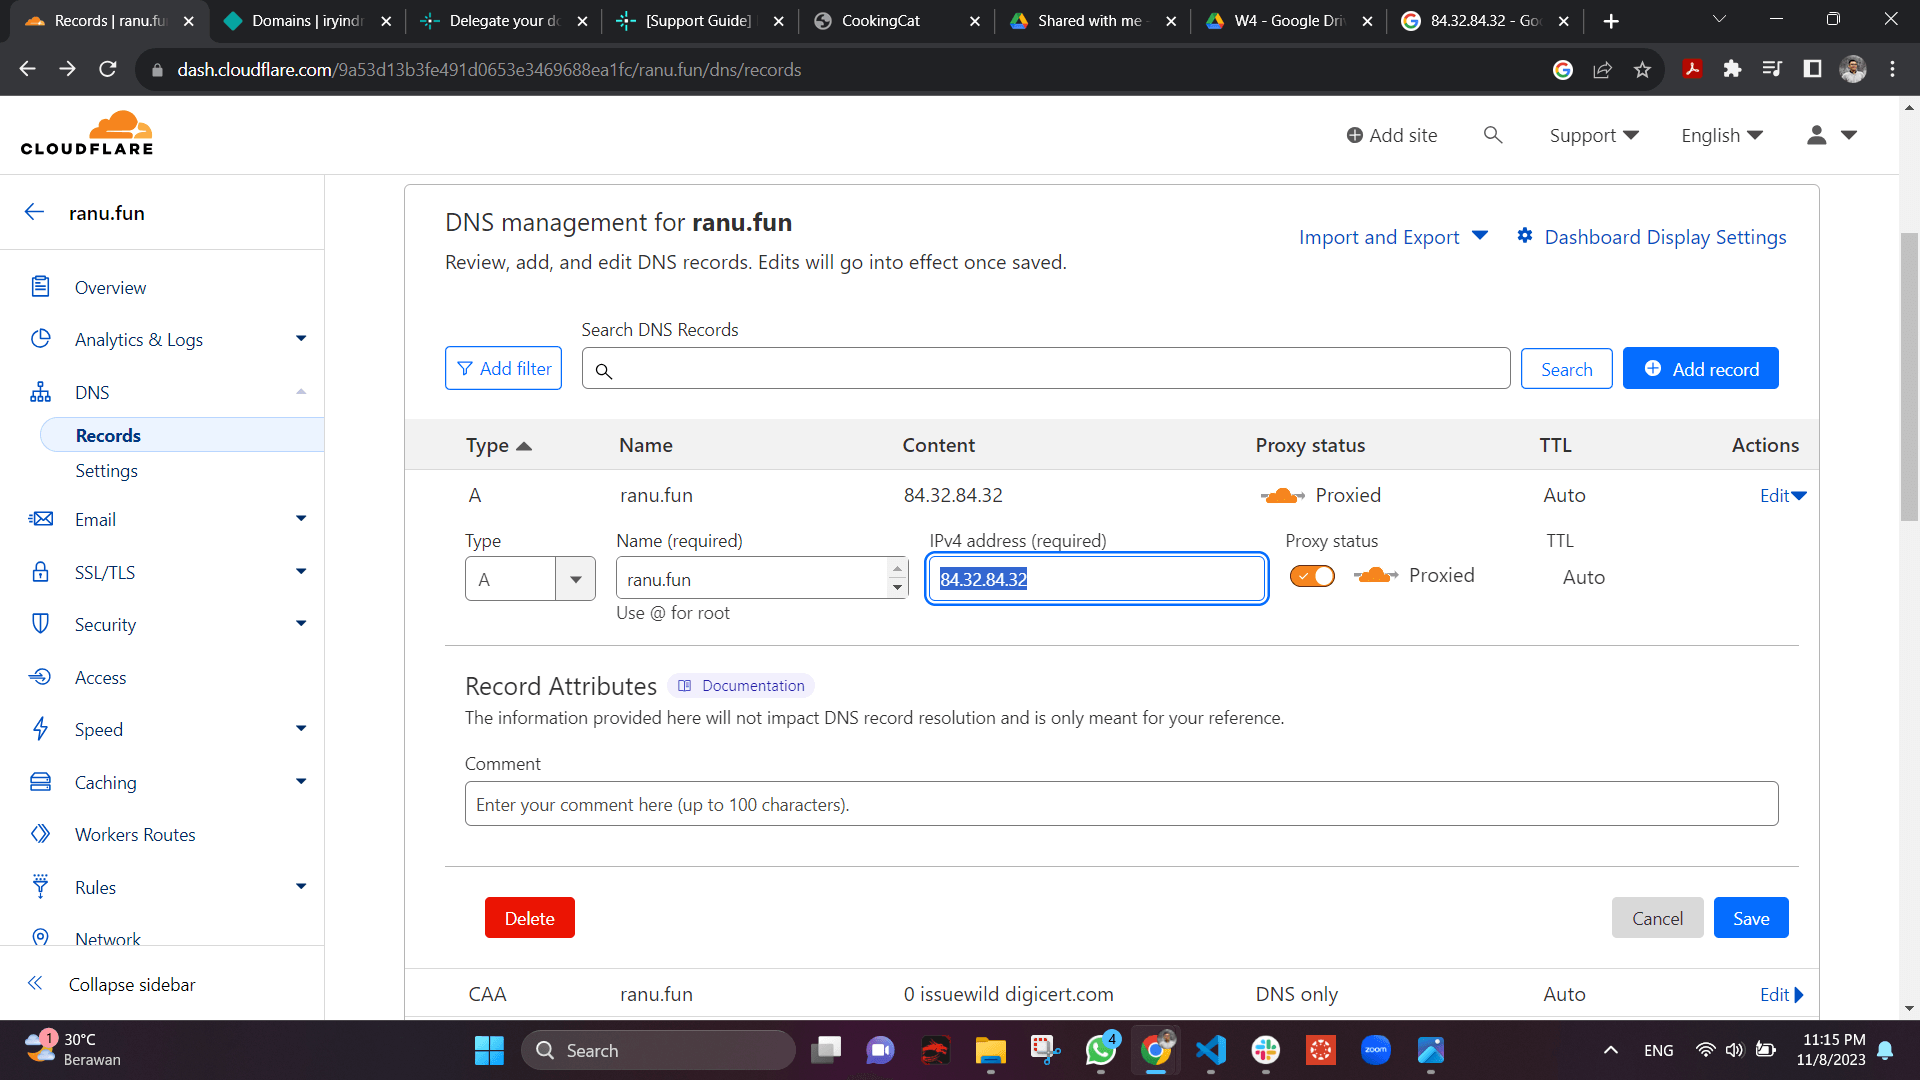 Records | ranu.fu
Domains | iryindr
Delegate your do
[Support Guide]
CookingCat
Shared with me -
W4 - Google Driv
84.32.84.32 - Goo
dash.cloudflare.com/9a53d13b3fe491d0653e3469688ea1fc/ranu.fun/dns/records
CLOUDFLARE
Add site
Support
English
ranu.fun
Overview
Analytics & Logs
DNS
Records
Settings
Email
SSL/TLS
Security
Access
Speed
Caching
Workers Routes
Rules
Network
Collapse sidebar
DNS management for ranu.fun
Review, add, and edit DNS records. Edits will go into effect once saved.
Import and Export
Dashboard Display Settings
Search DNS Records
Add filter
Search
Add record
Type Name Content Proxy status TTL Actions
A ranu.fun 84.32.84.32 Proxied Auto Edit
Type Name (required) IPv4 address (required) Proxy status TTL
A ranu.fun 84.32.84.32 Proxied Auto
Use @ for root
Record Attributes Documentation
The information provided here will not impact DNS record resolution and is only meant for your reference.
Comment
Enter your comment here (up to 100 characters).
Delete Cancel Save
CAA ranu.fun 0 issuewild digicert.com DNS only Auto Edit
1
30°C
Berawan
Search
4
zoom
ENG
11:15 PM
11/8/2023